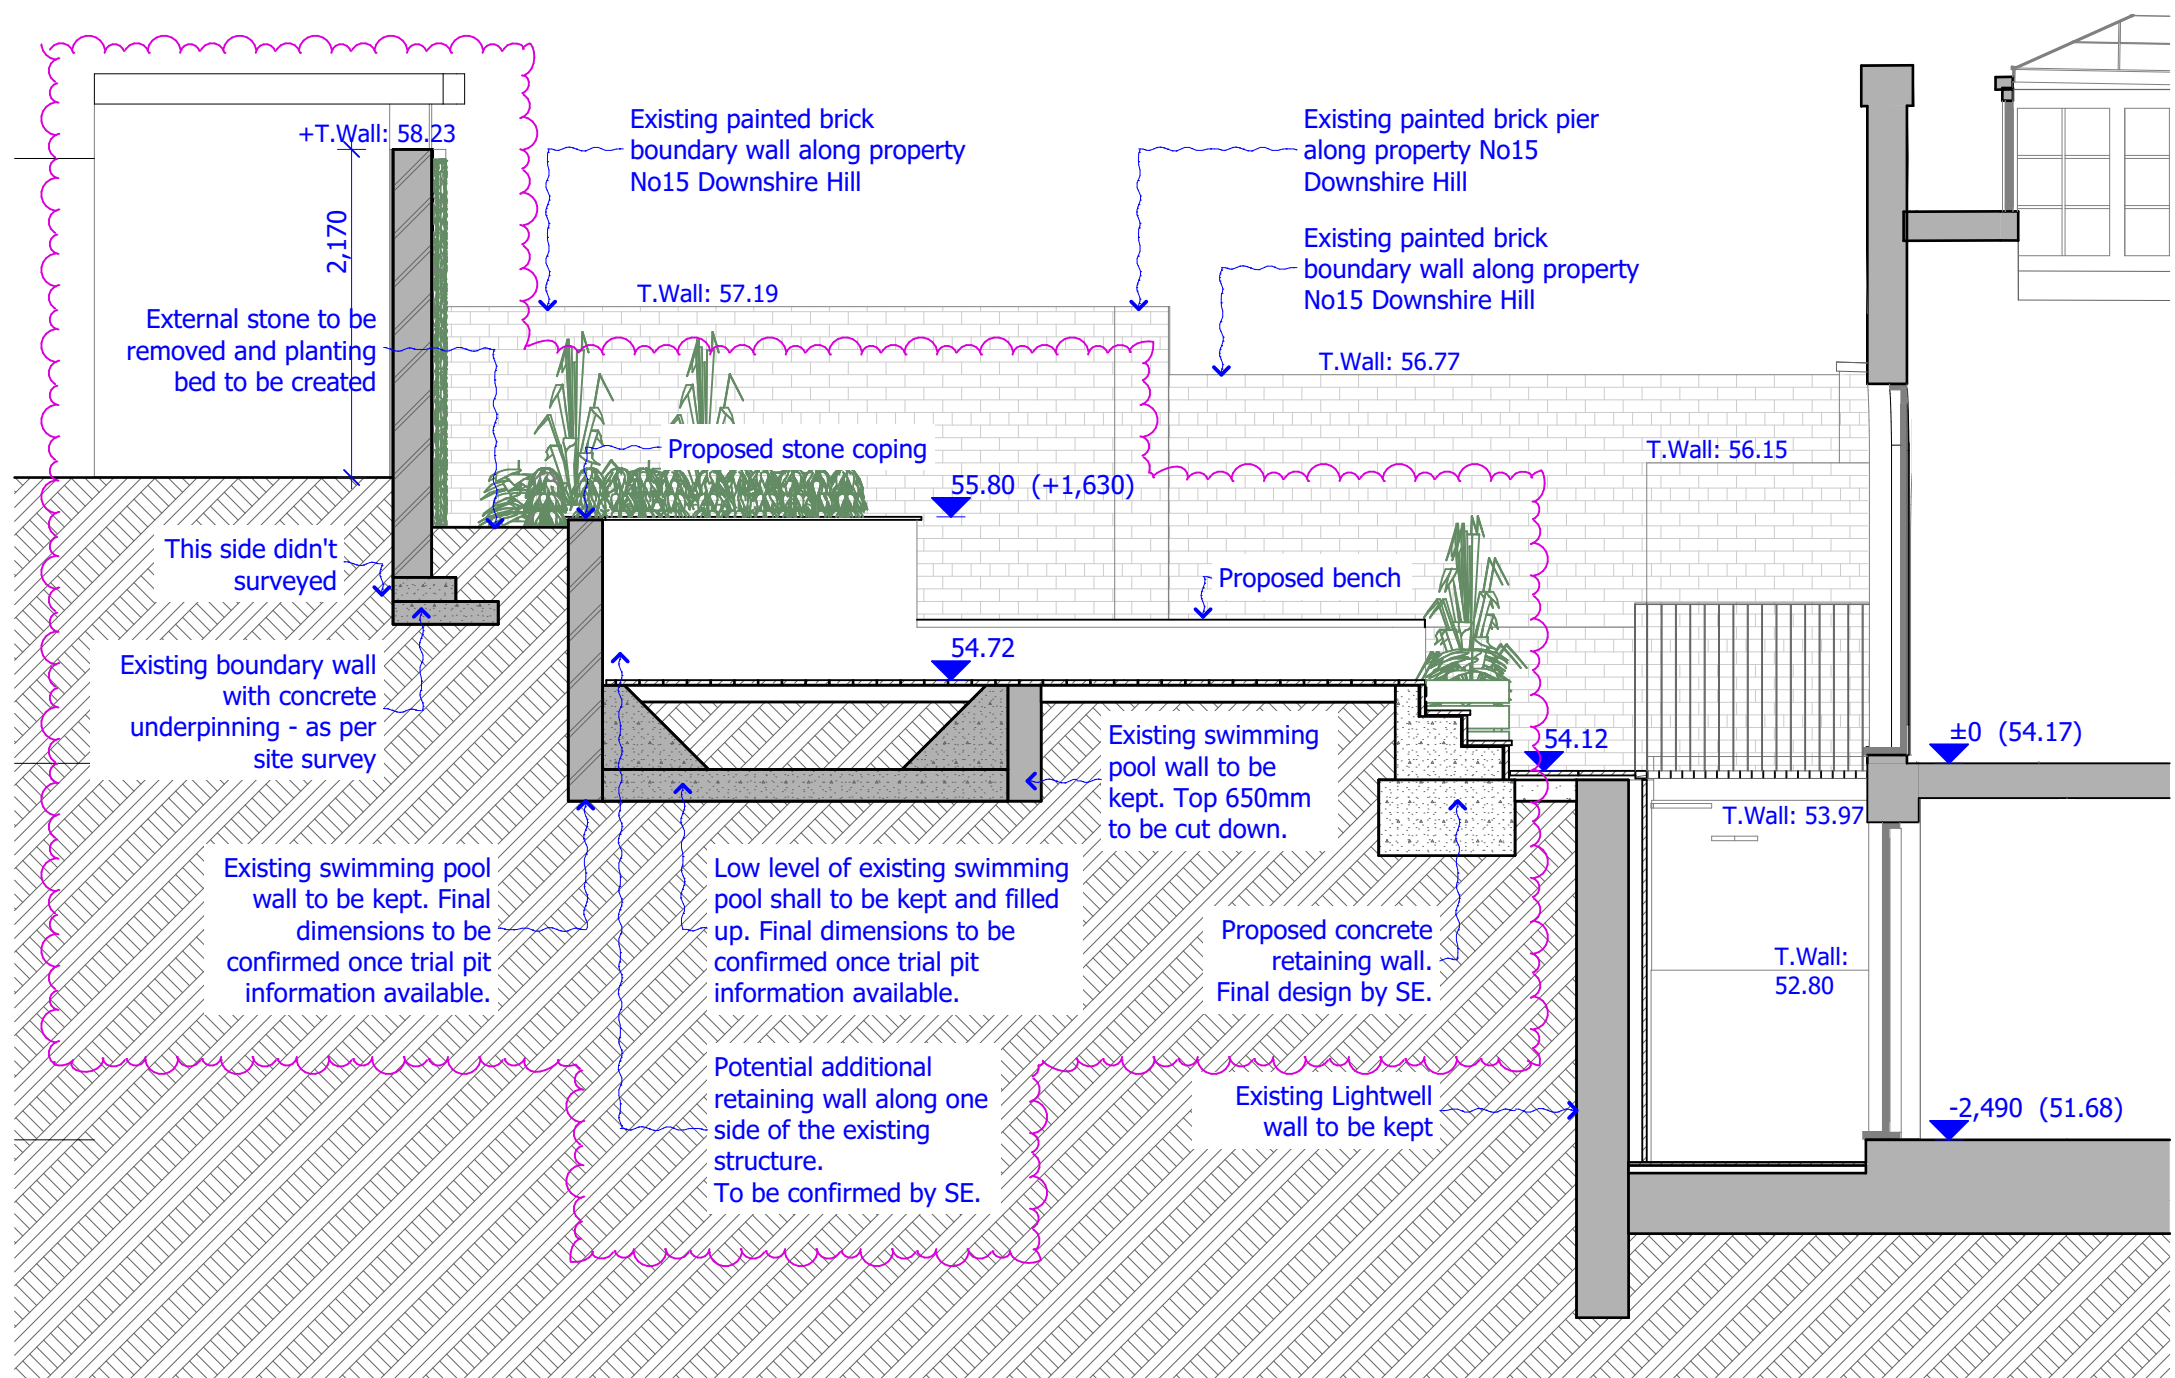 +T.Wall: 58.23
2,170
Existing painted brick
boundary wall along property
No15 Downshire Hill
Existing painted brick pier
along property No15
Downshire Hill
Existing painted brick
boundary wall along property
No15 Downshire Hill
T.Wall: 57.19
External stone to be
removed and planting
bed to be created
T.Wall: 56.77
Proposed stone coping
T.Wall: 56.15
55.80 (+1,630)
This side didn't
surveyed
Proposed bench
54.72
Existing boundary wall
with concrete
underpinning - as per
site survey
Existing swimming
pool wall to be
kept. Top 650mm
to be cut down.
54.12
±0 (54.17)
T.Wall: 53.97
Existing swimming pool
wall to be kept. Final
dimensions to be
confirmed once trial pit
information available.
Low level of existing swimming
pool shall to be kept and filled
up. Final dimensions to be
confirmed once trial pit
information available.
Proposed concrete
retaining wall.
Final design by SE.
T.Wall:
52.80
Potential additional
retaining wall along one
side of the existing
structure.
To be confirmed by SE.
Existing Lightwell
wall to be kept
-2,490 (51.68)